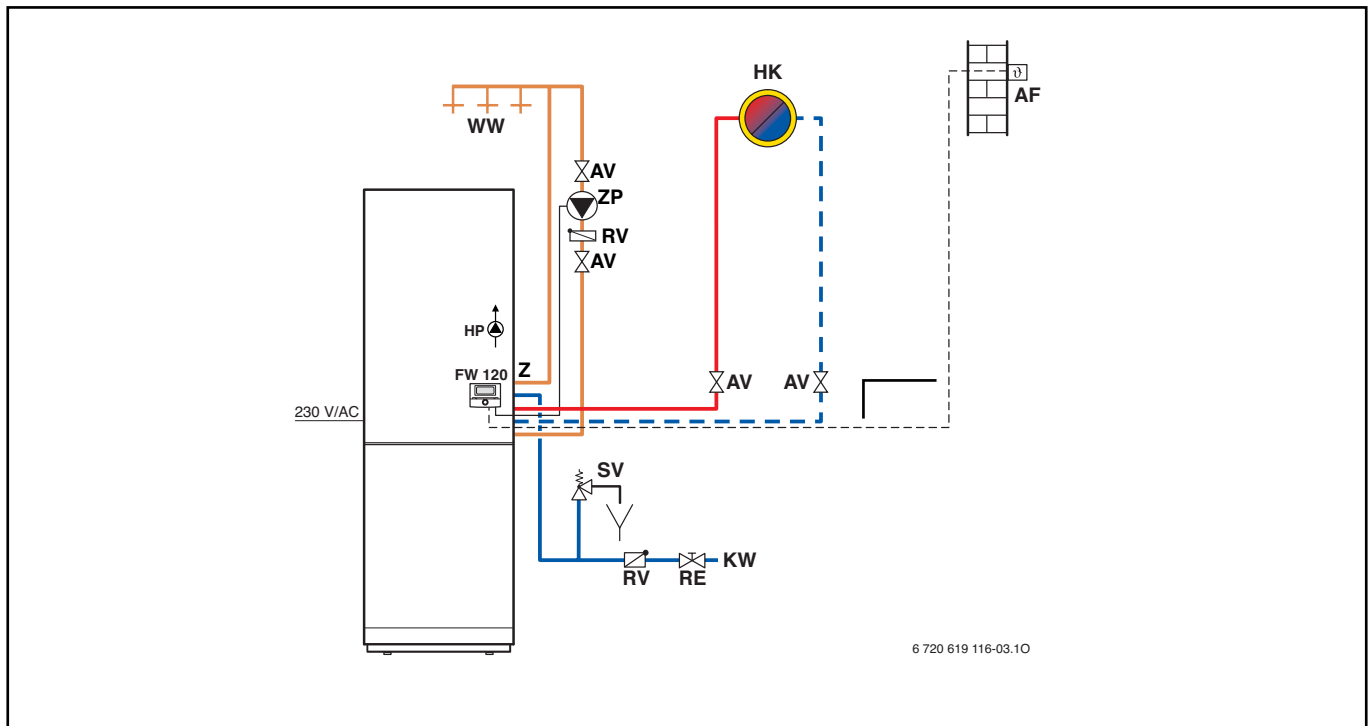 HK
ϑ
AF
WW
AV
ZP
RV
AV
HP
FW 120
Z
AV
AV
230 V/AC
SV
RV
RE
KW
6 720 619 116-03.1O